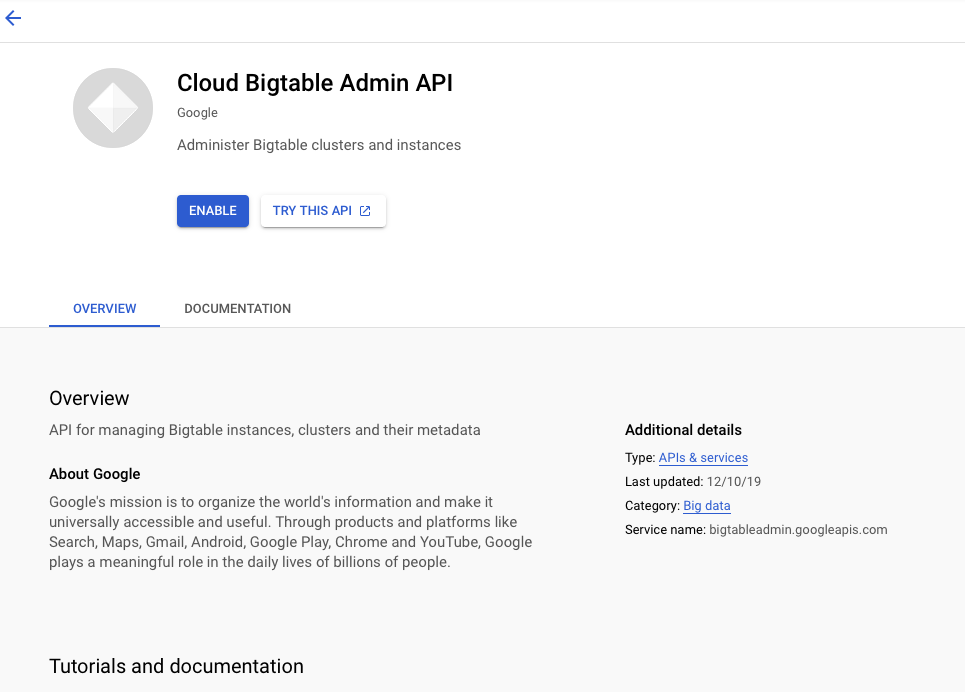 Cloud Bigtable Admin API
Google
Administer Bigtable clusters and instances
ENABLE
TRY THIS API
OVERVIEW
DOCUMENTATION
Overview
API for managing Bigtable instances, clusters and their metadata
About Google
Google's mission is to organize the world's information and make it
universally accessible and useful. Through products and platforms like
Search, Maps, Gmail, Android, Google Play, Chrome and YouTube, Google
plays a meaningful role in the daily lives of billions of people.
Additional details
Type: APIs & services
Last updated: 12/10/19
Category: Big data
Service name: bigtableadmin.googleapis.com
Tutorials and documentation